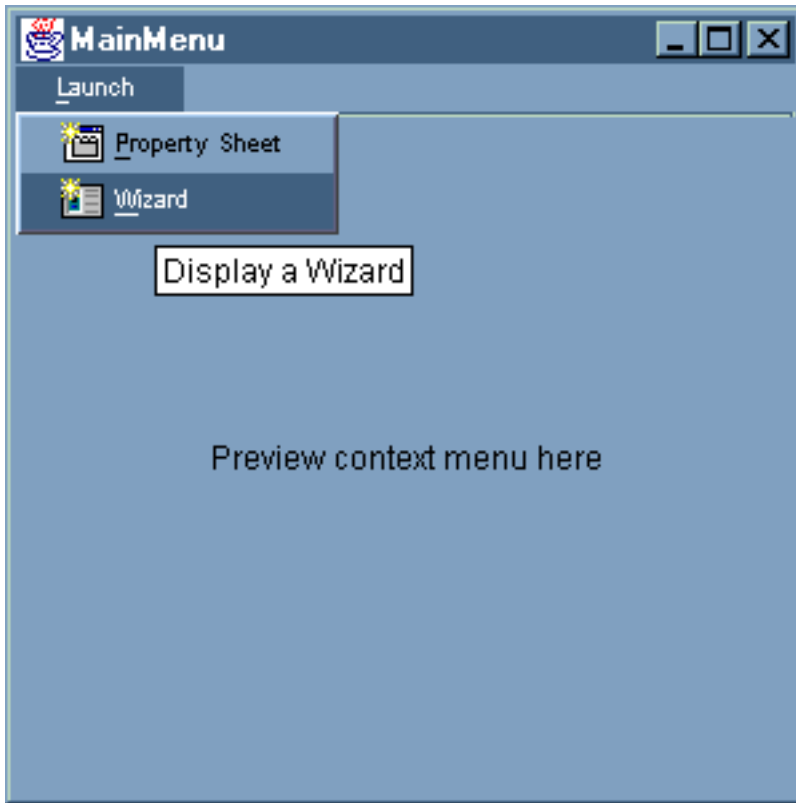 MainMenu
Launch
Property Sheet
Wizard
Display a Wizard
Preview context menu here